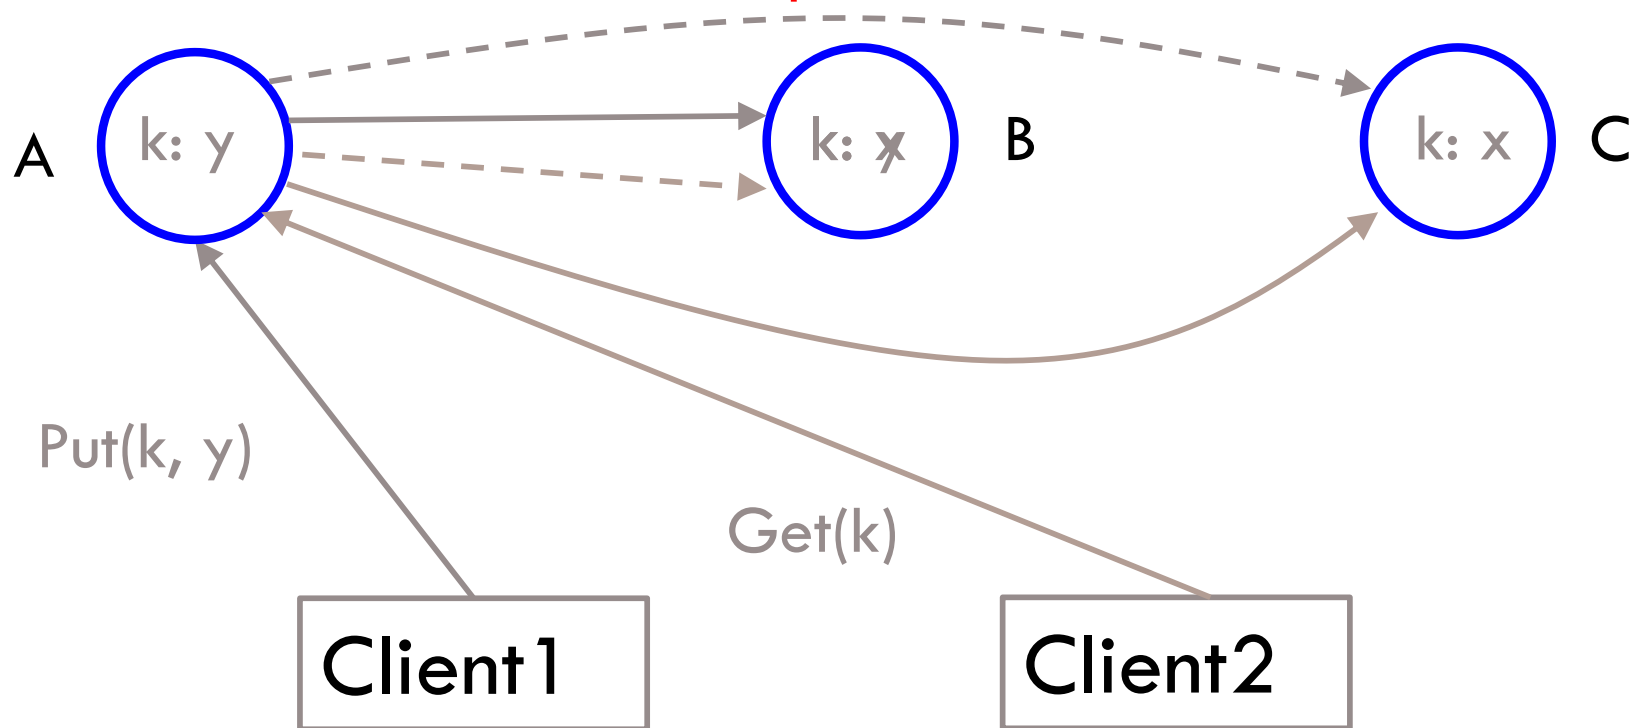 A
k: y
k:
B
k: x
C
Put(k, y)
Get(k)
Client1
Client2